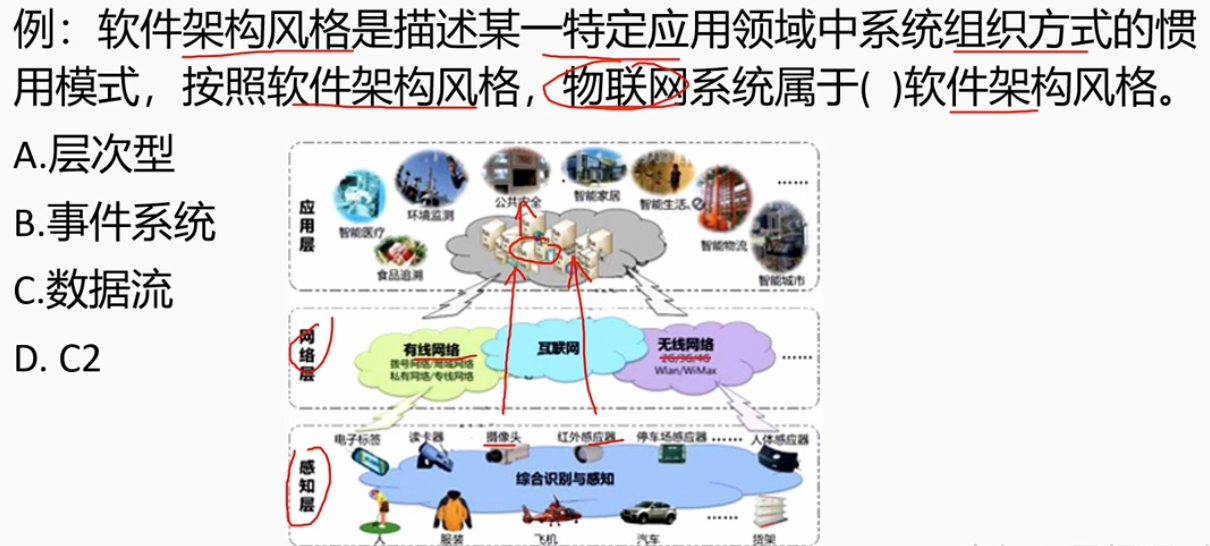 例：软件架构风格是描述某一特定应用领域中系统组织方式的惯
用模式，按照软件架构风格，物联网系统属于( )软件架构风格。
A.层次型
B.事件系统
C.数据流
D. C2
应用层
智能医疗
环境监测
公共安全
智能家居
智能生活
智能物流
智能城市
食品追溯
……
网络层
有线网络
拨号网络/局域网络
私有网络/专线网络
互联网
无线网络
2G/3G/4G
Wlan/WiMax
……
感知层
电子标签
读卡器
摄像头
红外感应器
停车场感应器
……
人体感应器
综合识别与感知
人
服装
飞机
汽车
……
货架